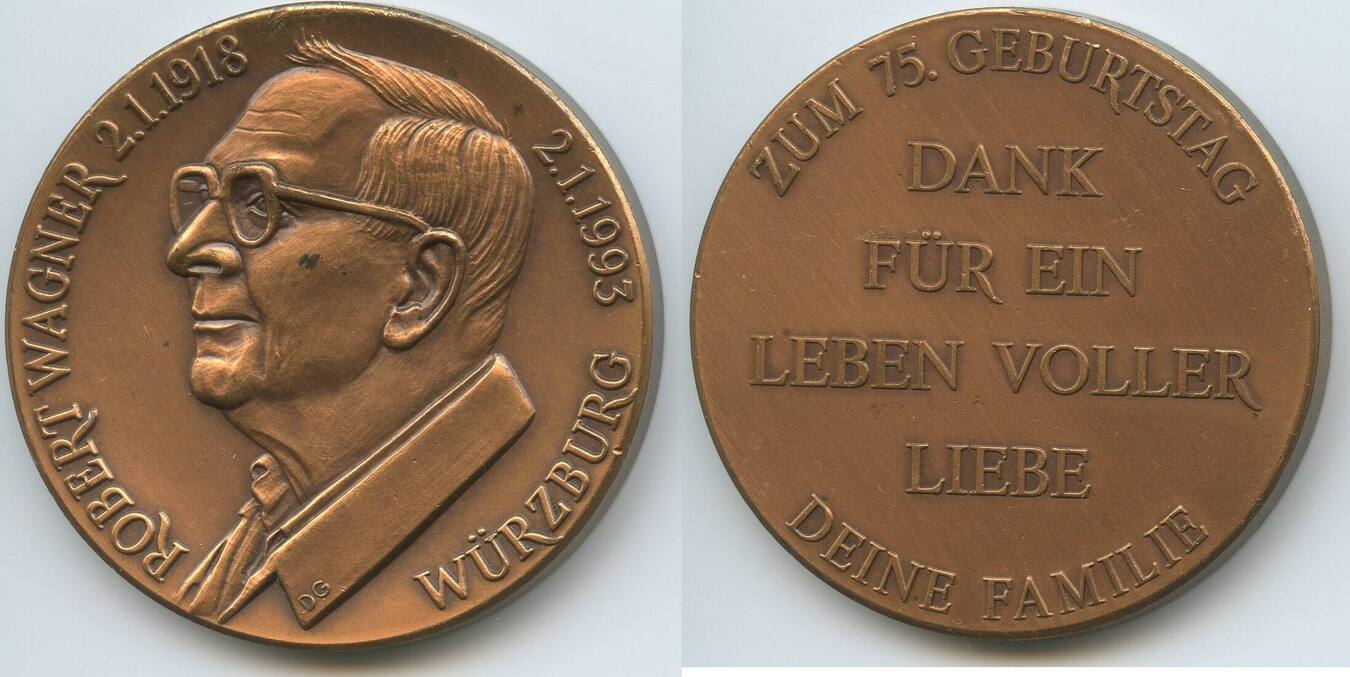 ROBERT WAGNER 2.1.1918
2.1.1993
WÜRZBURG
DG
ZUM 75. GEBURTSTAG
DANK
FÜR EIN
LEBEN VOLLER
LIEBE
DEINE FAMILIE